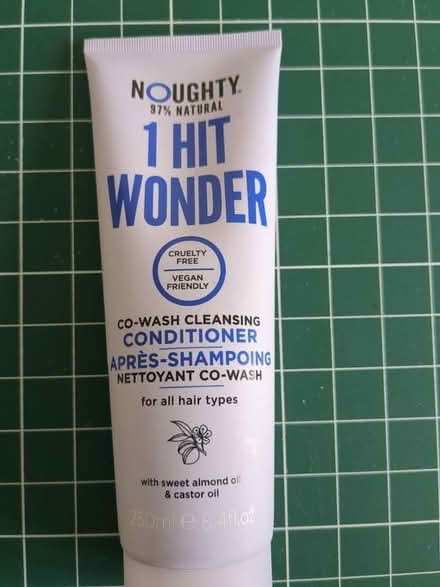 NOUGHTY.
97% NATURAL
1 HIT
WONDER
CRUELTY
FREE
VEGAN
FRIENDLY
CO-WASH CLEANSING
CONDITIONER
APRÈS-SHAMPOING
NETTOYANT CO-WASH
for all hair types
with sweet almond oil
& castor oil
250ml ℮ 8.4fl.oz